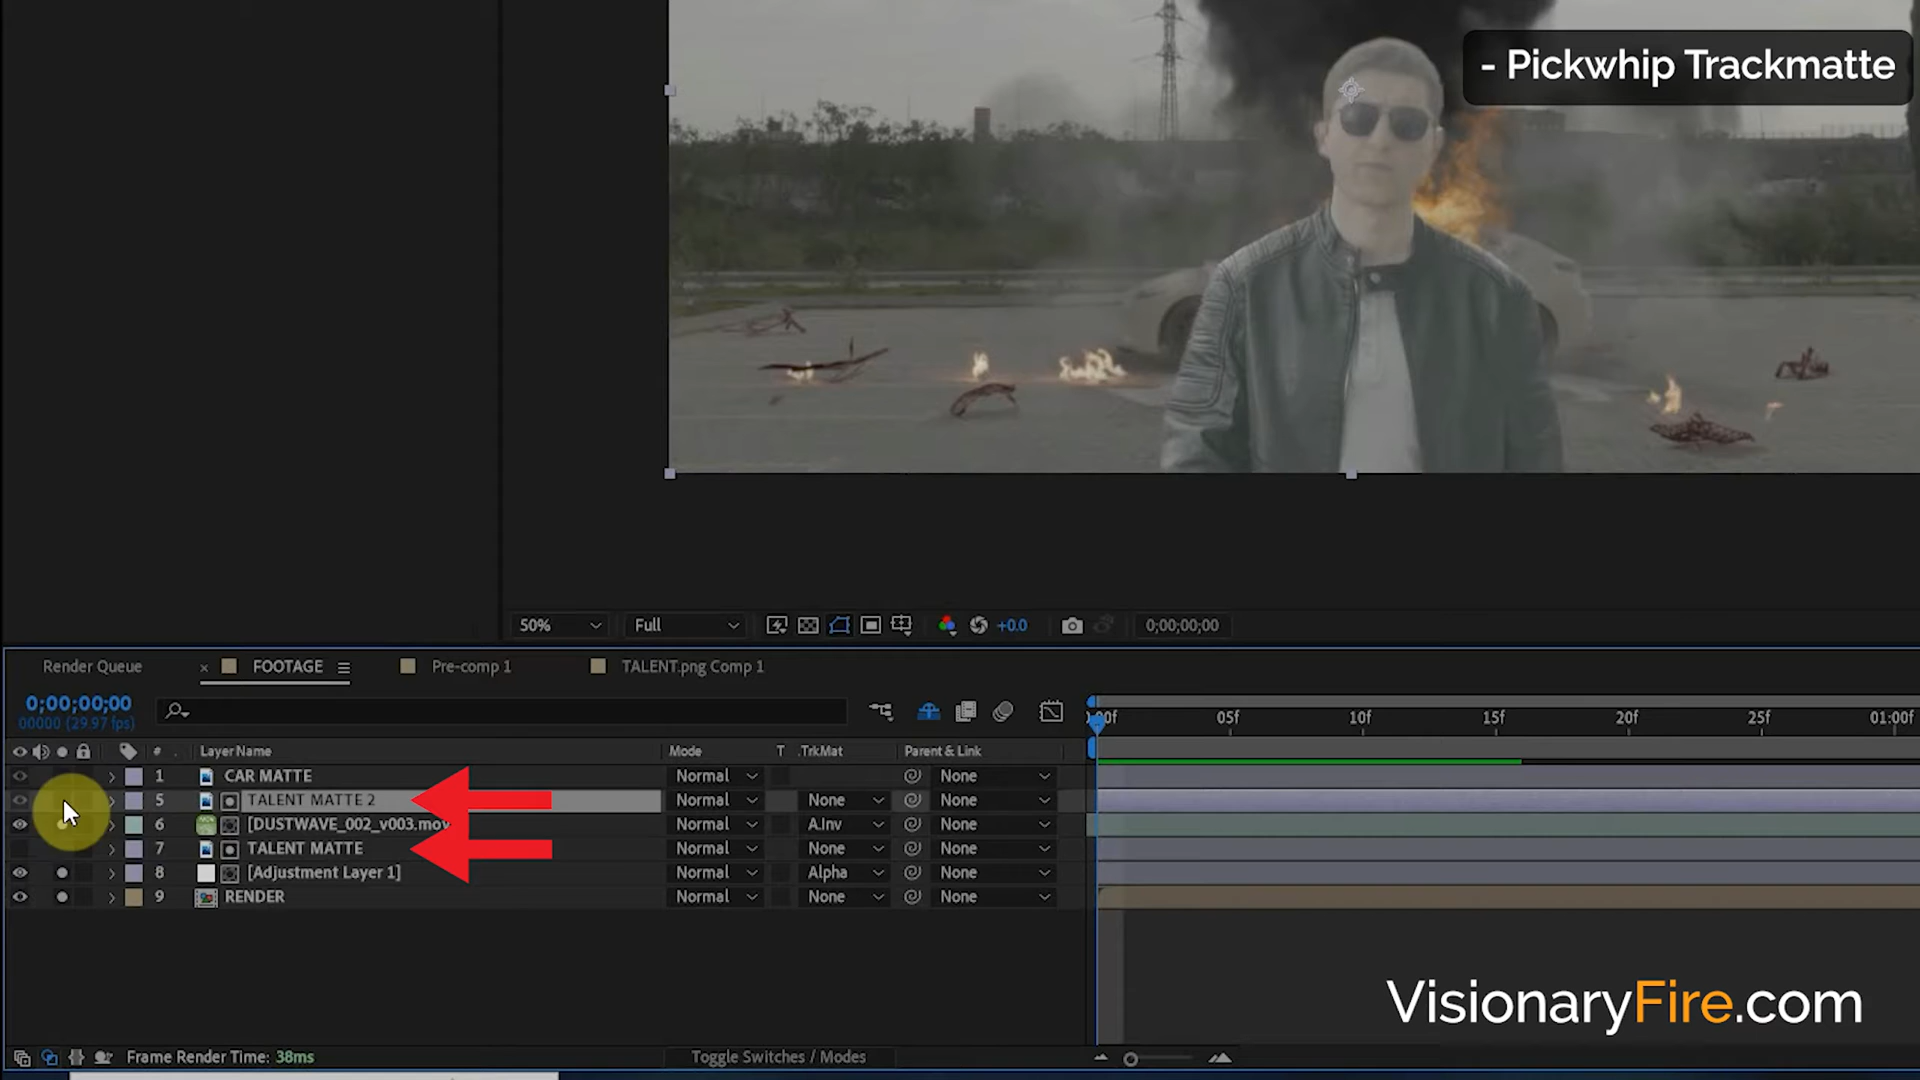 - Pickwhip Trackmatte
50% Full +0.0 0;00;00;00
Render Queue × FOOTAGE Pre-comp 1 TALENT.png Comp 1
0;00;00;00
00000 (29.97 fps)
:00f 05f 10f 15f 20f 25f 01:00f
# Layer Name Mode T .TrkMat Parent & Link
1 CAR MATTE Normal None
5 TALENT MATTE 2 Normal None None
6 [DUSTWAVE_002_v003.mov Normal A.Inv None
7 TALENT MATTE Normal None None
8 [Adjustment Layer 1] Normal Alpha None
9 RENDER Normal None None
VisionaryFire.com
Frame Render Time: 38ms Toggle Switches / Modes